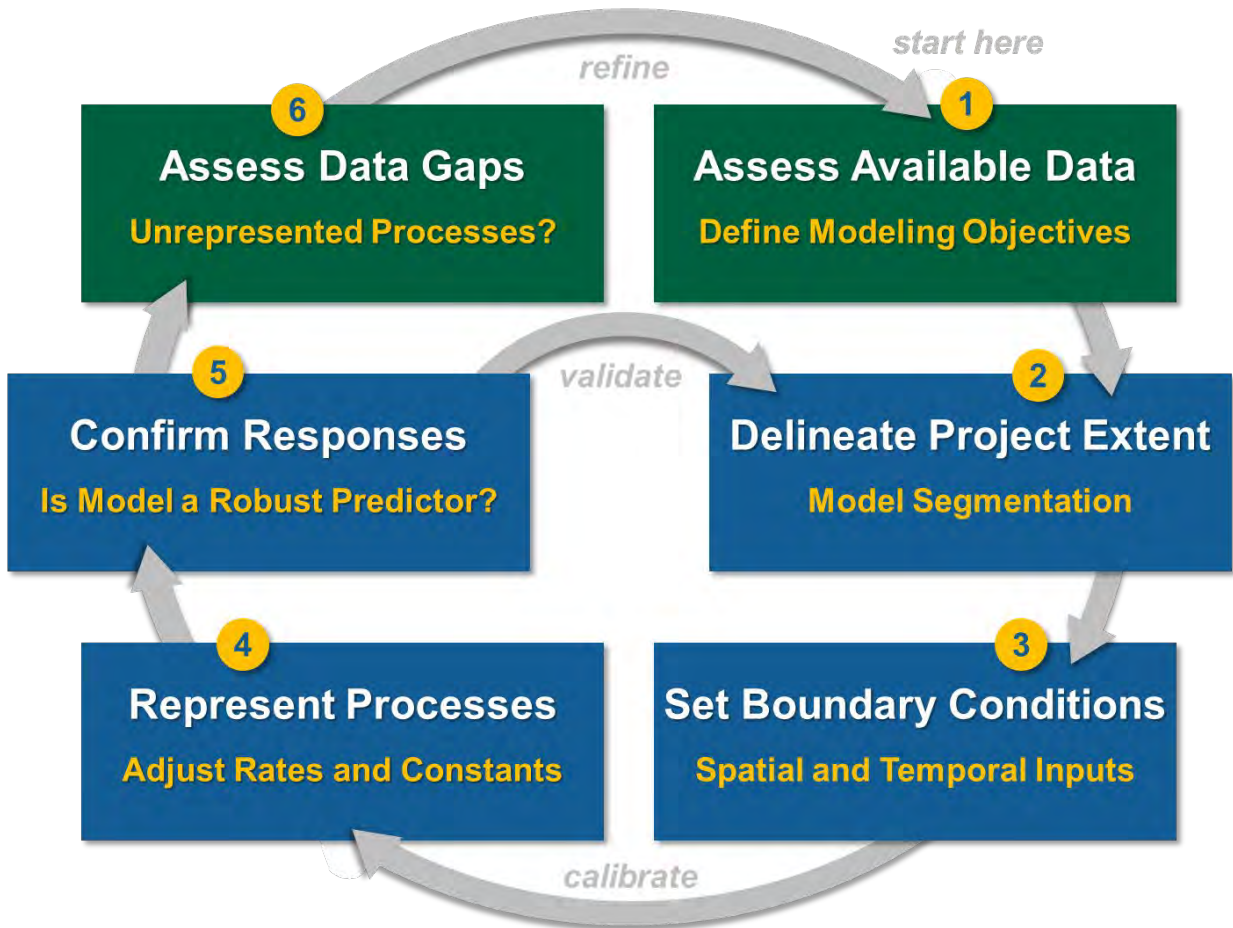 start here
refine
1
Assess Available Data
Define Modeling Objectives
2
Delineate Project Extent
Model Segmentation
3
Set Boundary Conditions
Spatial and Temporal Inputs
calibrate
4
Represent Processes
Adjust Rates and Constants
5
Confirm Responses
Is Model a Robust Predictor?
validate
6
Assess Data Gaps
Unrepresented Processes?